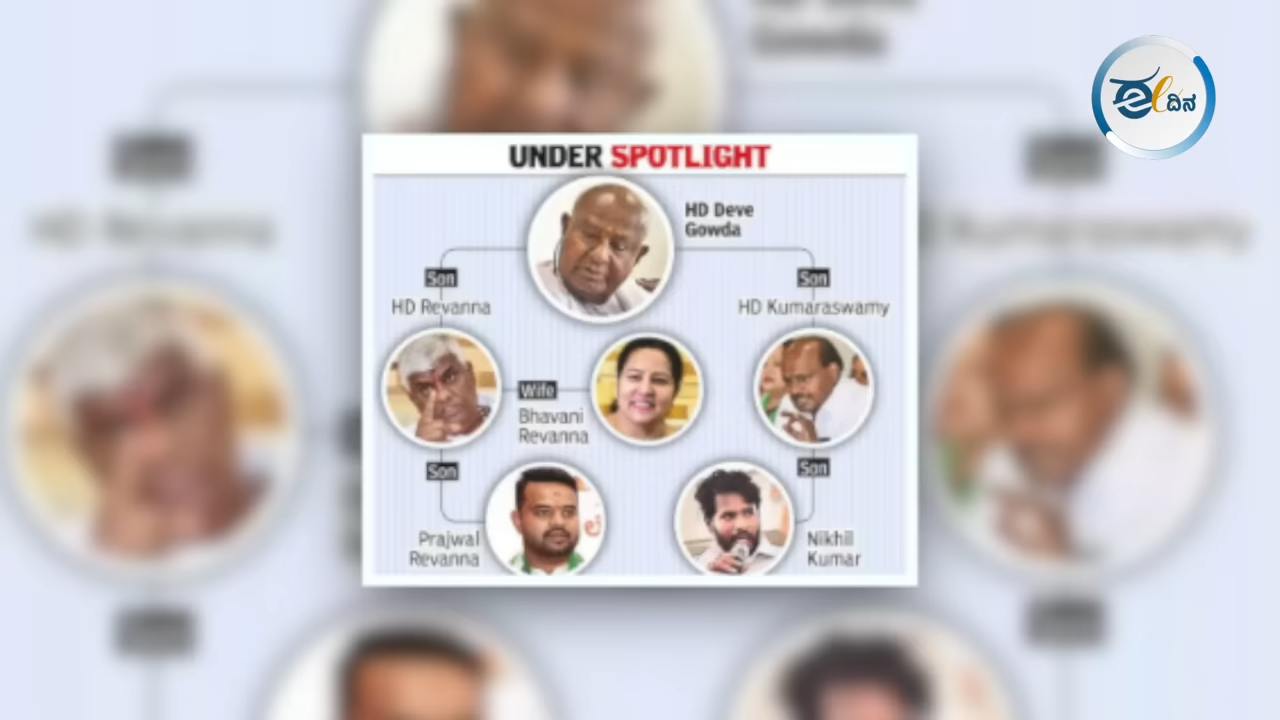 UNDER SPOTLIGHT
HD Deve
Gowda
Son
HD Revanna
Son
HD Kumaraswamy
Wife
Bhavani
Revanna
Son
Prajwal
Revanna
Son
Nikhil
Kumar
ಈ ದಿನ